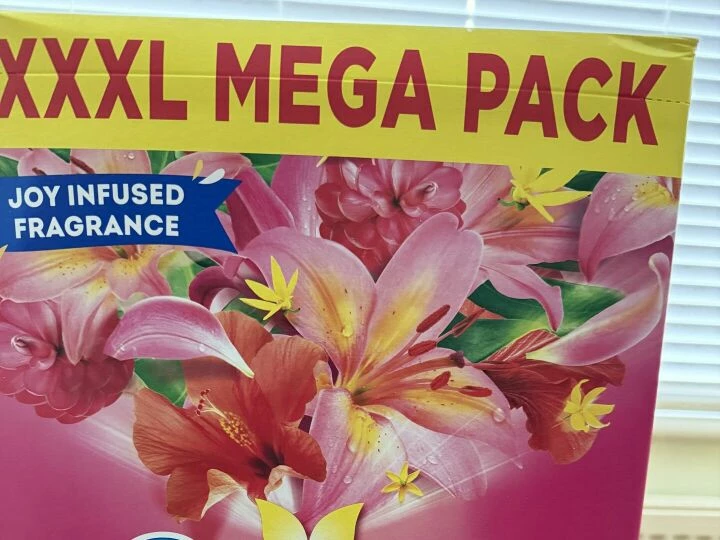 XXXL MEGA PACK
JOY INFUSED
FRAGRANCE